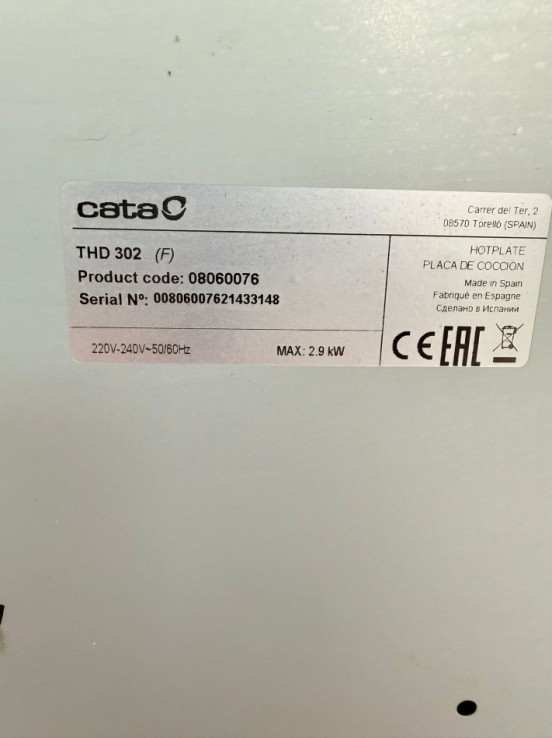 cata
Carrer del Ter, 2
08570 Torelló (SPAIN)
THD 302 (F)
Product code: 08060076
Serial Nº: 00806007621433148
220V-240V~50/60Hz
MAX: 2.9 kW
HOTPLATE
PLACA DE COCCIÓN
Made in Spain
Fabriqué en Espagne
Сделано в Испании
CE EAC